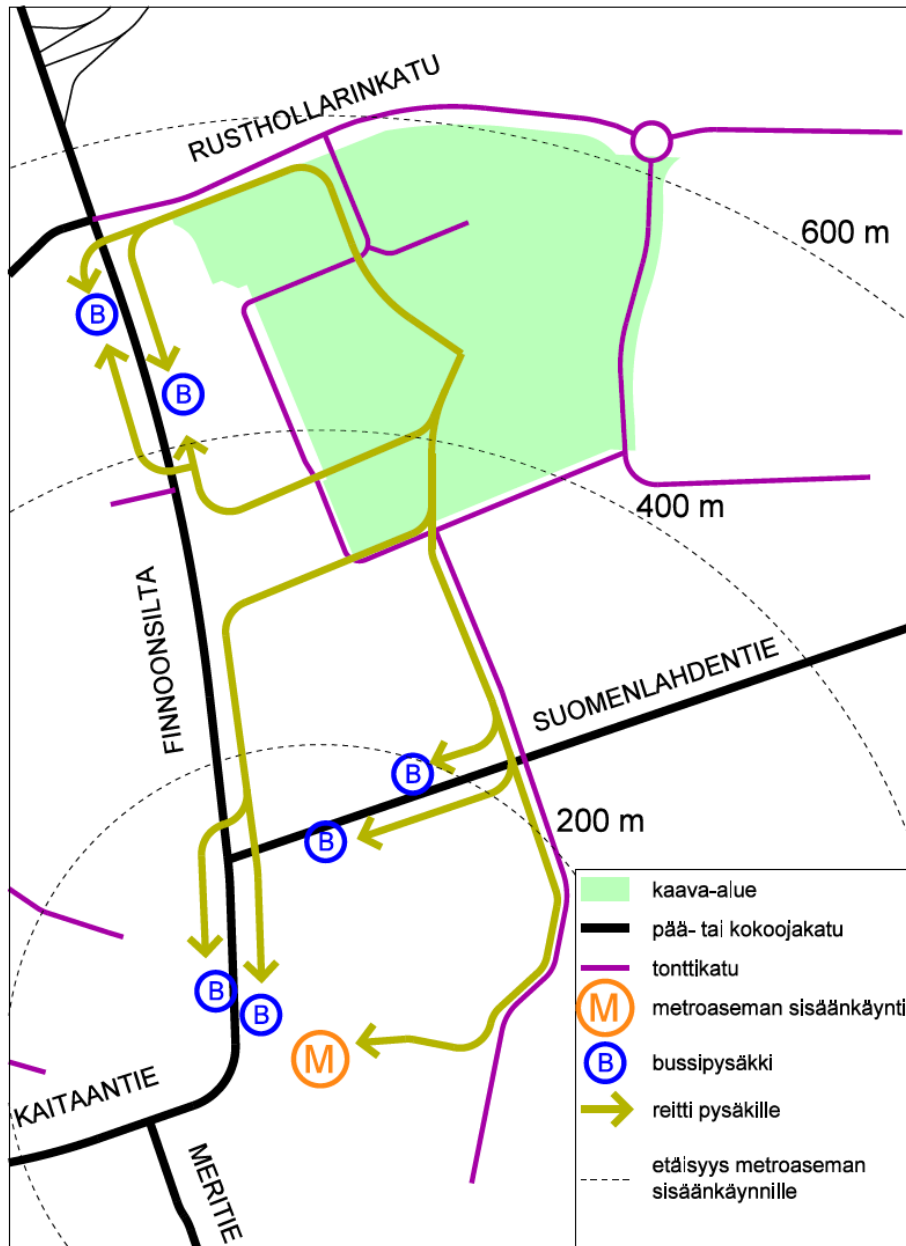 RUSTHOLLARINKATU
600 m
B
B
400 m
FINNOONSILTA
SUOMENLAHDENTIE
B
200 m
B
kaava-alue
pää- tai kokoojakatu
tonttikatu
B
B
M
M metroaseman sisäänkäynti
B bussipysäkki
KAITAANTIE
reitti pysäkille
MERITIE
etäisyys metroaseman
sisäänkäynnille